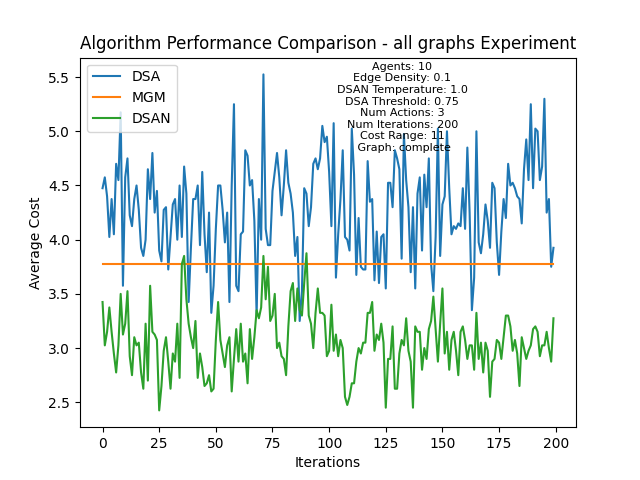 Algorithm Performance Comparison - all graphs Experiment
DSA
MGM
DSAN
Agents: 10
Edge Density: 0.1
DSAN Temperature: 1.0
DSA Threshold: 0.75
Num Actions: 3
Num Iterations: 200
Cost Range: 11
Graph: complete
Average Cost
5.5
5.0
4.5
4.0
3.5
3.0
2.5
0
25
50
75
100
125
150
175
200
Iterations